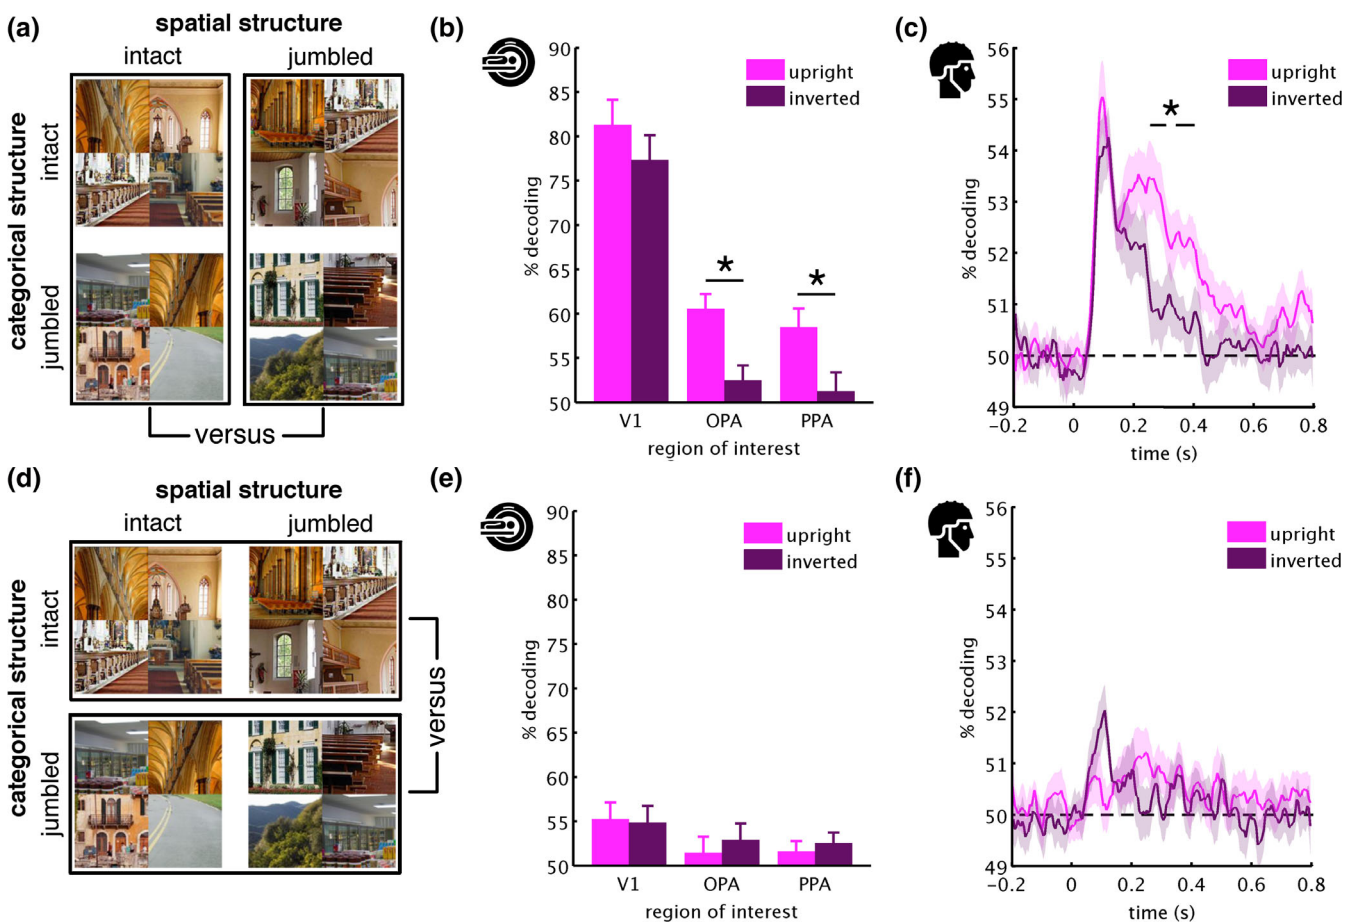 (a)
spatial structure
intact
jumbled
categorical structure
intact
jumbled
versus
(b)
90
85
80
75
70
65
60
55
50
% decoding
upright
inverted
*
*
V1
OPA
PPA
region of interest
(c)
56
55
54
53
52
51
50
49
% decoding
upright
inverted
*
−0.2
0
0.2
0.4
0.6
0.8
time (s)
(d)
spatial structure
intact
jumbled
categorical structure
intact
jumbled
versus
(e)
90
85
80
75
70
65
60
55
50
% decoding
upright
inverted
V1
OPA
PPA
region of interest
(f)
56
55
54
53
52
51
50
49
% decoding
upright
inverted
−0.2
0
0.2
0.4
0.6
0.8
time (s)